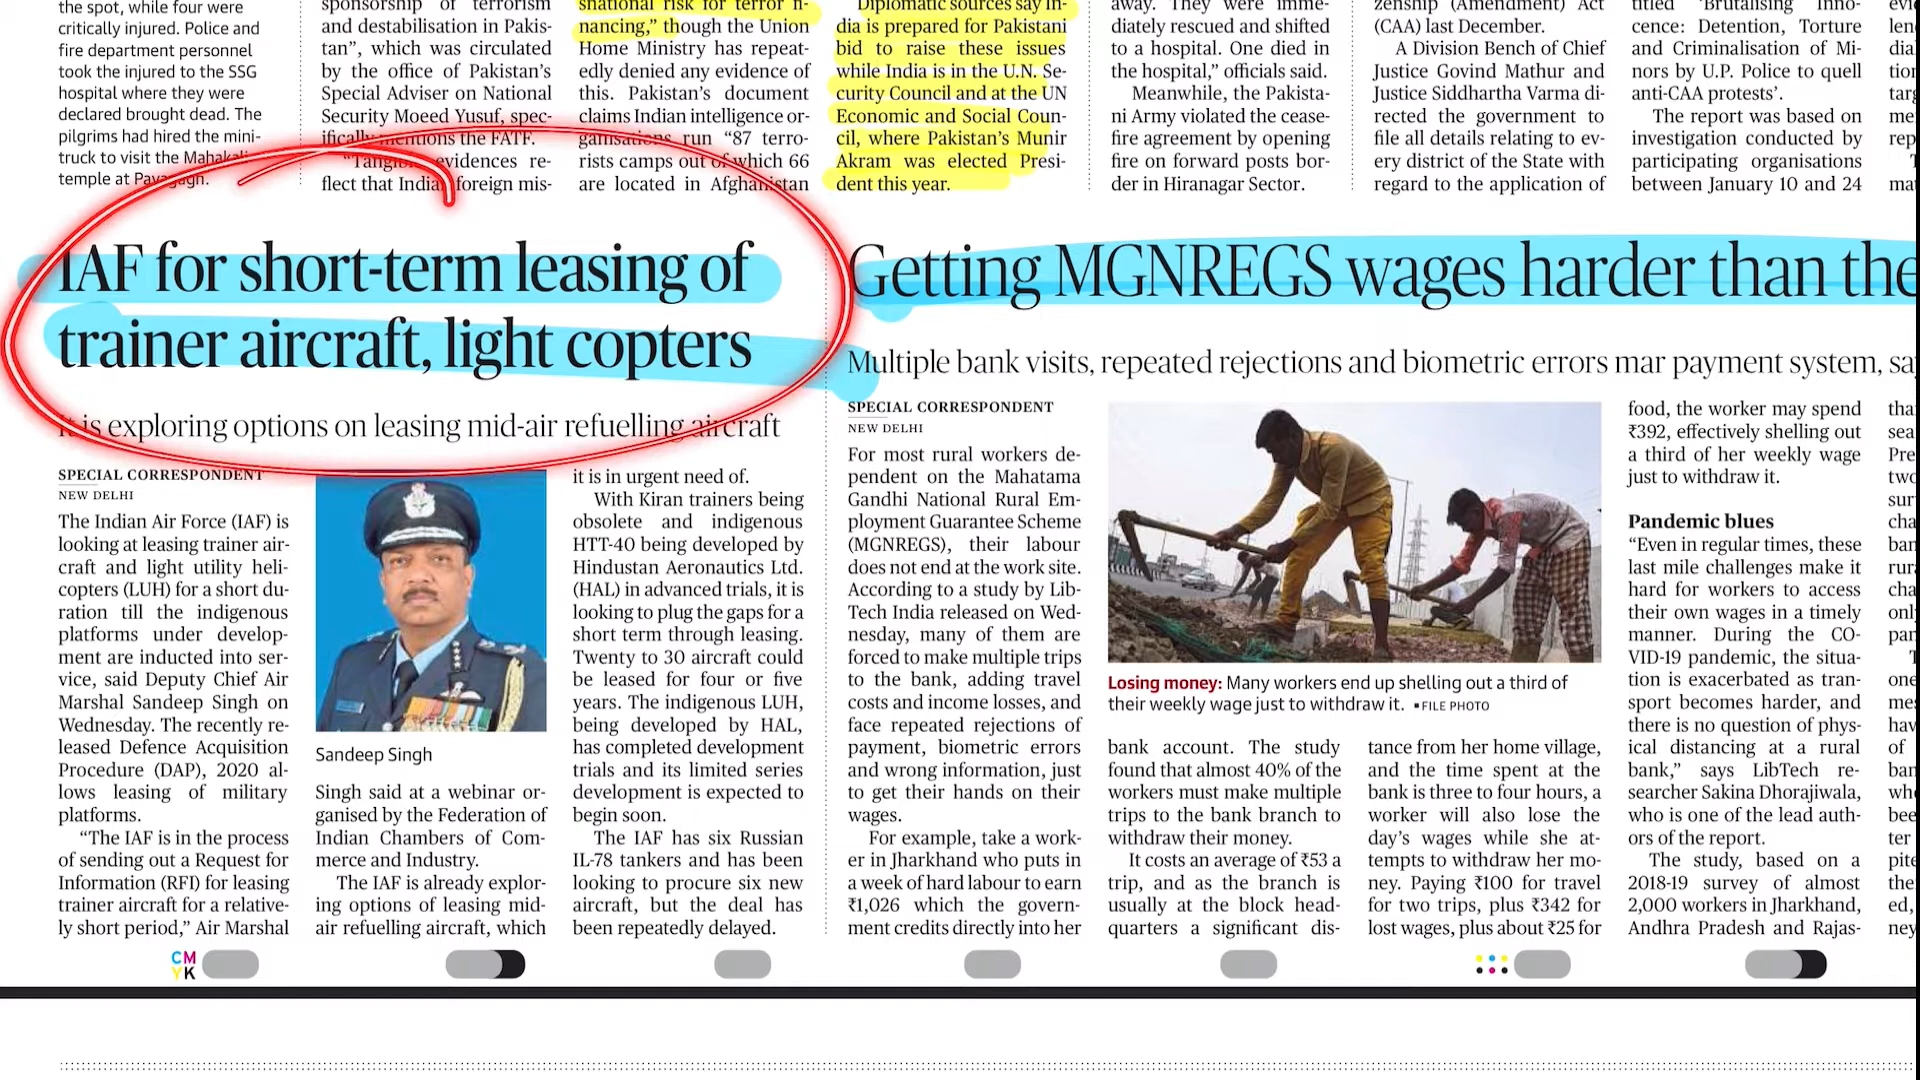 the spot, while four were
critically injured. Police and
fire department personnel
took the injured to the SSG
hospital where they were
declared brought dead. The
pilgrims had hired the mini-
truck to visit the Mahakali
temple at Pavagagh.
sponsorship of terrorism
and destabilisation in Pakis-
tan”, which was circulated
by the office of Pakistan’s
Special Adviser on National
Security Moeed Yusuf, spec-
ifically mentions the FATF.
“Tangible evidences re-
flect that Indian foreign mis-
snational risk for terror fi-
nancing,” though the Union
Home Ministry has repeat-
edly denied any evidence of
this. Pakistan’s document
claims Indian intelligence or-
ganisations run “87 terro-
rists camps out of which 66
are located in Afghanistan
Diplomatic sources say In-
dia is prepared for Pakistani
bid to raise these issues
while India is in the U.N. Se-
curity Council and at the UN
Economic and Social Coun-
cil, where Pakistan’s Munir
Akram was elected Presi-
dent this year.
away. They were imme-
diately rescued and shifted
to a hospital. One died in
the hospital,” officials said.
Meanwhile, the Pakista-
ni Army violated the cease-
fire agreement by opening
fire on forward posts bor-
der in Hiranagar Sector.
zenship (Amendment) Act
(CAA) last December.
A Division Bench of Chief
Justice Govind Mathur and
Justice Siddhartha Varma di-
rected the government to
file all details relating to ev-
ery district of the State with
regard to the application of
titled ‘Brutalising Inno-
cence: Detention, Torture
and Criminalisation of Mi-
nors by U.P. Police to quell
anti-CAA protests’.
The report was based on
investigation conducted by
participating organisations
between January 10 and 24
IAF for short-term leasing of
trainer aircraft, light copters
It is exploring options on leasing mid-air refuelling aircraft
SPECIAL CORRESPONDENT
NEW DELHI
The Indian Air Force (IAF) is
looking at leasing trainer air-
craft and light utility heli-
copters (LUH) for a short du-
ration till the indigenous
platforms under develop-
ment are inducted into ser-
vice, said Deputy Chief Air
Marshal Sandeep Singh on
Wednesday. The recently re-
leased Defence Acquisition
Procedure (DAP), 2020 al-
lows leasing of military
platforms.
“The IAF is in the process
of sending out a Request for
Information (RFI) for leasing
trainer aircraft for a relative-
ly short period,” Air Marshal
Sandeep Singh
Singh said at a webinar or-
ganised by the Federation of
Indian Chambers of Com-
merce and Industry.
The IAF is already explor-
ing options of leasing mid-
air refuelling aircraft, which
it is in urgent need of.
With Kiran trainers being
obsolete and indigenous
HTT-40 being developed by
Hindustan Aeronautics Ltd.
(HAL) in advanced trials, it is
looking to plug the gaps for a
short term through leasing.
Twenty to 30 aircraft could
be leased for four or five
years. The indigenous LUH,
being developed by HAL,
has completed development
trials and its limited series
development is expected to
begin soon.
The IAF has six Russian
IL-78 tankers and has been
looking to procure six new
aircraft, but the deal has
been repeatedly delayed.
Getting MGNREGS wages harder than the
Multiple bank visits, repeated rejections and biometric errors mar payment system, sa
SPECIAL CORRESPONDENT
NEW DELHI
For most rural workers de-
pendent on the Mahatama
Gandhi National Rural Em-
ployment Guarantee Scheme
(MGNREGS), their labour
does not end at the work site.
According to a study by Lib-
Tech India released on Wed-
nesday, many of them are
forced to make multiple trips
to the bank, adding travel
costs and income losses, and
face repeated rejections of
payment, biometric errors
and wrong information, just
to get their hands on their
wages.
For example, take a work-
er in Jharkhand who puts in
a week of hard labour to earn
₹1,026 which the govern-
ment credits directly into her
Losing money: Many workers end up shelling out a third of
their weekly wage just to withdraw it. ▪FILE PHOTO
bank account. The study
found that almost 40% of the
workers must make multiple
trips to the bank branch to
withdraw their money.
It costs an average of ₹53 a
trip, and as the branch is
usually at the block head-
quarters a significant dis-
tance from her home village,
and the time spent at the
bank is three to four hours, a
worker will also lose the
day’s wages while she at-
tempts to withdraw her mo-
ney. Paying ₹100 for travel
for two trips, plus ₹342 for
lost wages, plus about ₹25 for
food, the worker may spend
₹392, effectively shelling out
a third of her weekly wage
just to withdraw it.
Pandemic blues
“Even in regular times, these
last mile challenges make it
hard for workers to access
their own wages in a timely
manner. During the CO-
VID-19 pandemic, the situa-
tion is exacerbated as tran-
sport becomes harder, and
there is no question of phys-
ical distancing at a rural
bank,” says LibTech re-
searcher Sakina Dhorajiwala,
who is one of the lead auth-
ors of the report.
The study, based on a
2018-19 survey of almost
2,000 workers in Jharkhand,
Andhra Pradesh and Rajas-
CM
YK